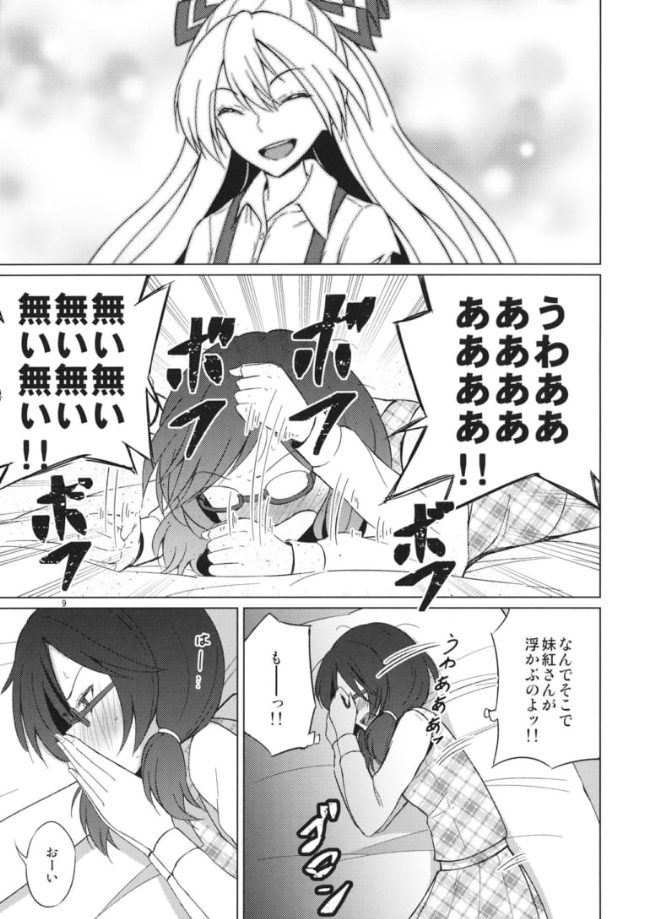 うわああ
ああああ
ああああ!!
ボフ
ボフ
無い無い
無い無い
無い無い!!
ボフ
ボフ
9
なんでそこで
妹紅さんが
浮かぶのよッ!!
うわああああ
もーっ!!
ゴロン
はー…
おーい